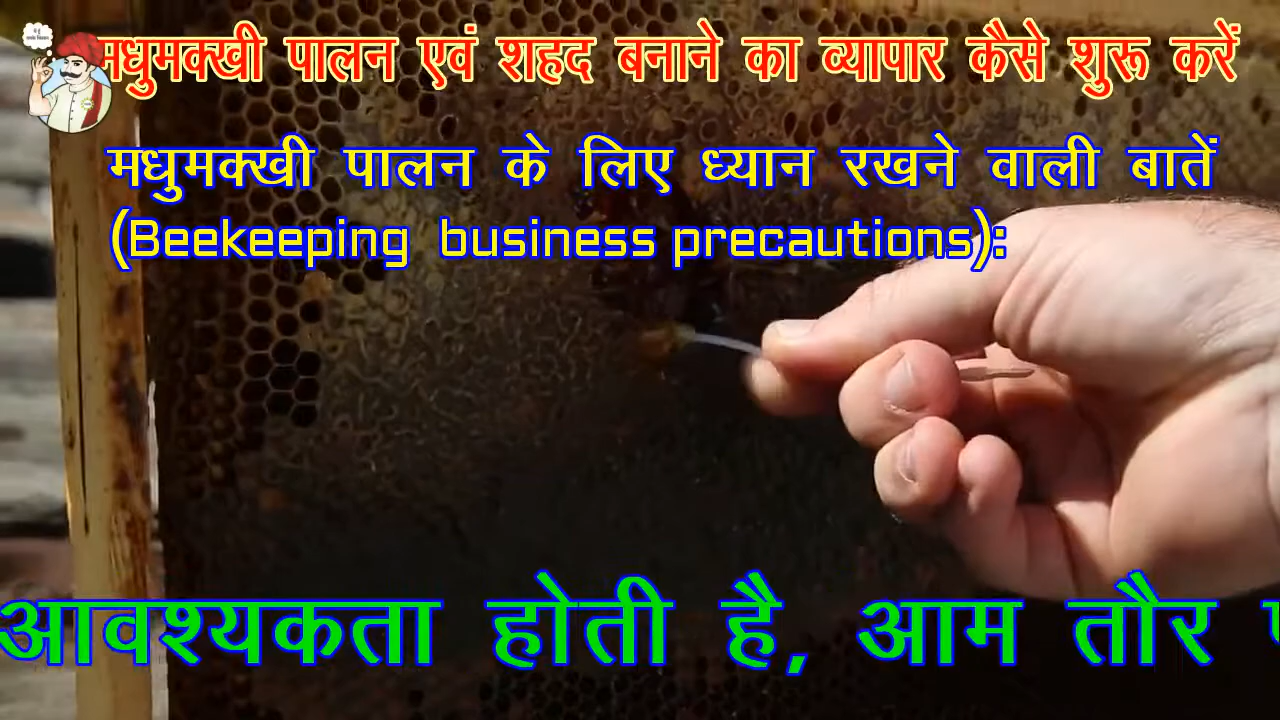 मधुमक्खी पालन एवं शहद बनाने का व्यापार कैसे शुरू करें
मधुमक्खी पालन के लिए ध्यान रखने वाली बातें
(Beekeeping business precautions):
आवश्यकता होती है, आम तौर